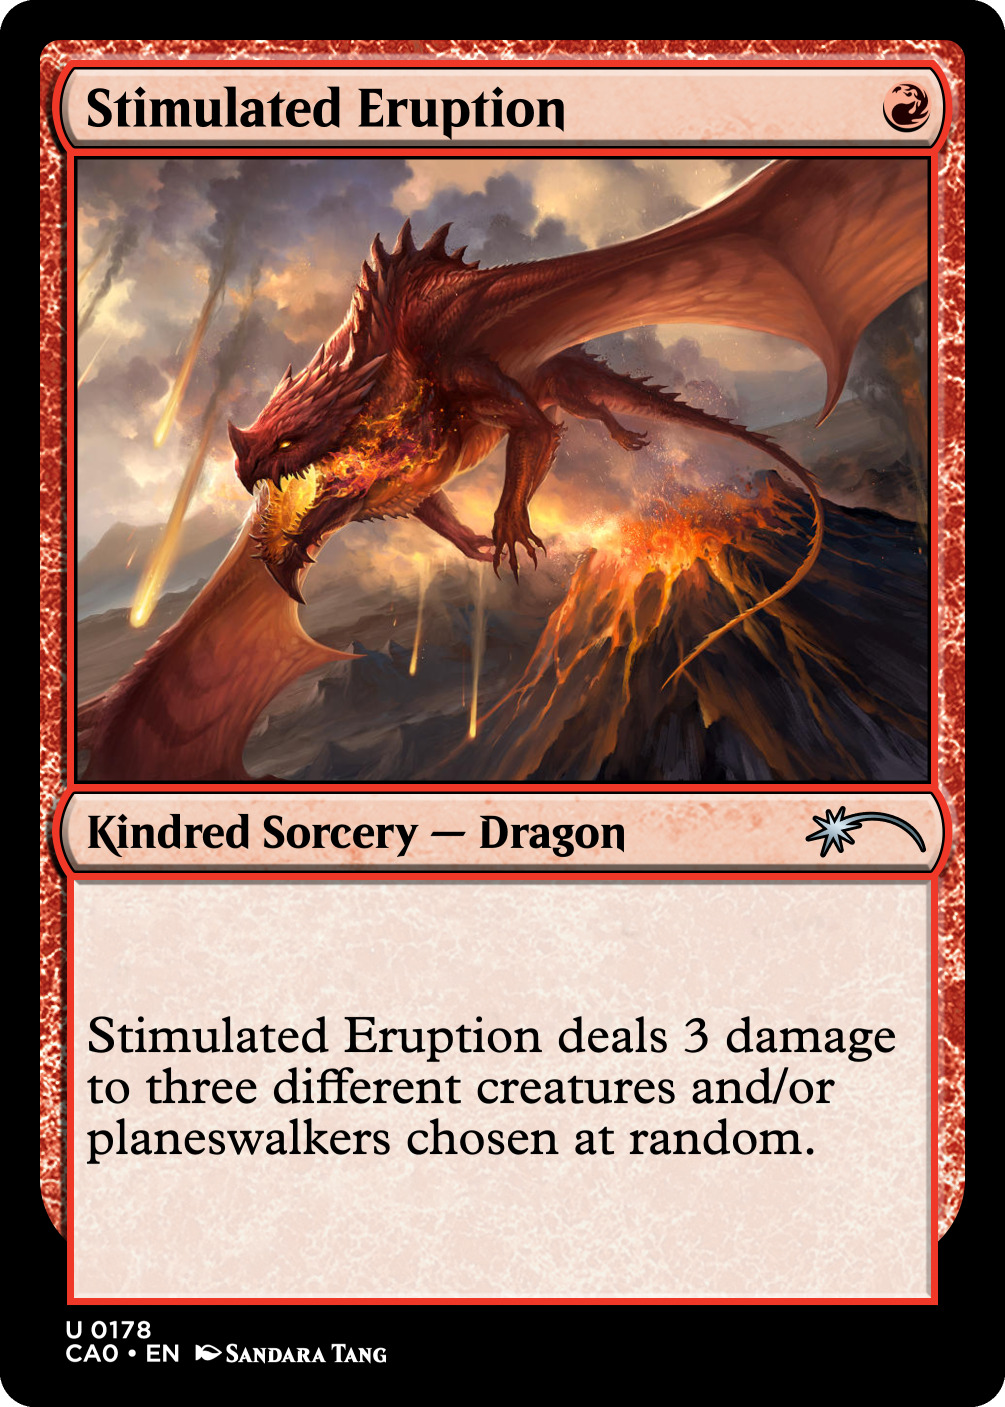 Stimulated Eruption
Kindred Sorcery — Dragon
Stimulated Eruption deals 3 damage
to three different creatures and/or
planeswalkers chosen at random.
U 0178
CAO • EN SANDARA TANG